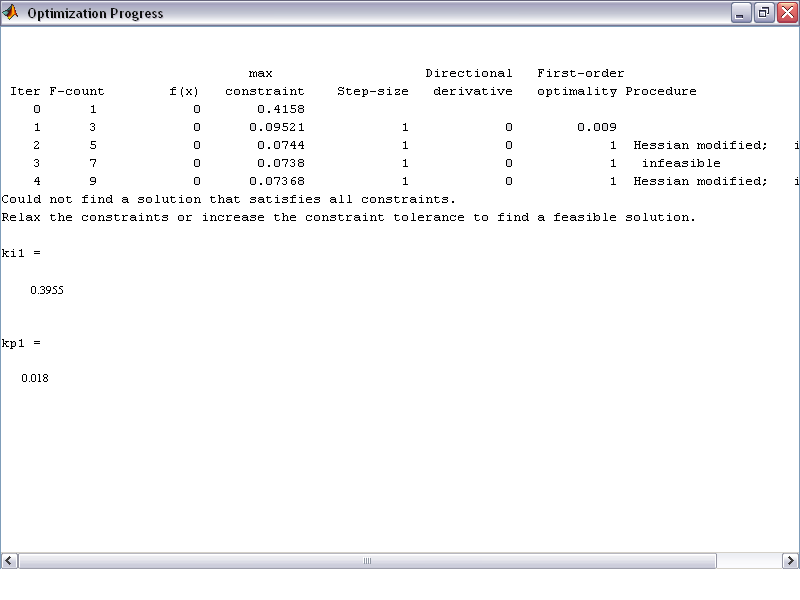 Optimization Progress
max Directional First-order
Iter F-count f(x) constraint Step-size derivative optimality Procedure
0 1 0 0.4158
1 3 0 0.09521 1 0 0.009
2 5 0 0.0744 1 0 1 Hessian modified; i
3 7 0 0.0738 1 0 1 infeasible
4 9 0 0.07368 1 0 1 Hessian modified; i
Could not find a solution that satisfies all constraints.
Relax the constraints or increase the constraint tolerance to find a feasible solution.
ki1 =
0.3955
kp1 =
0.018